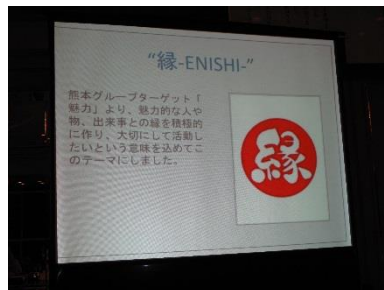 “縁-ENISHI-”
熊本グループターゲット「
魅力」より、魅力的な人や
物、出来事との縁を積極的
に作り、大切にして活動し
たいという意味を込めてこ
のテーマにしました。
縁